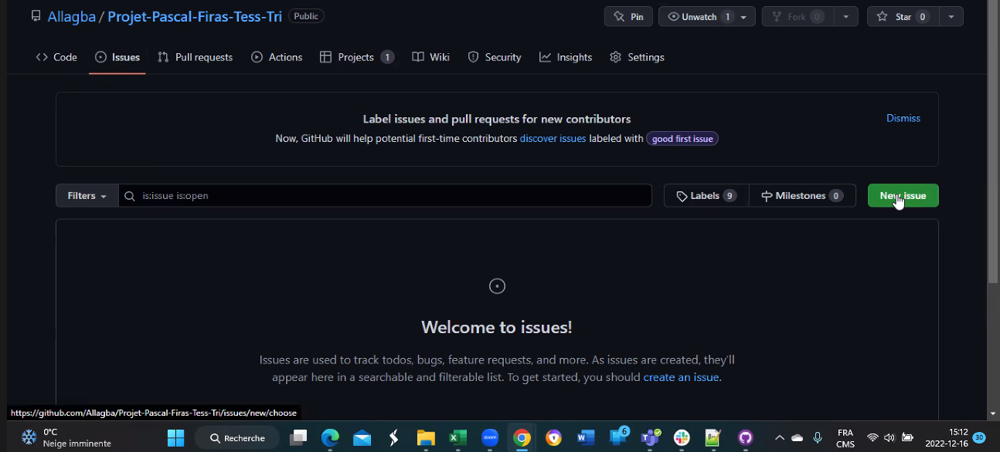 Allagba / Projet-Pascal-Firas-Tess-Tri Public Pin Unwatch 1 Fork 0 Star 0
Code Issues Pull requests Actions Projects 1 Wiki Security Insights Settings
Label issues and pull requests for new contributors
Dismiss
Now, GitHub will help potential first-time contributors discover issues labeled with good first issue
Filters is:issue is:open Labels 9 Milestones 0 New issue
Welcome to issues!
Issues are used to track todos, bugs, feature requests, and more. As issues are created, they'll
appear here in a searchable and filterable list. To get started, you should create an issue.
https://github.com/Allagba/Projet-Pascal-Firas-Tess-Tri/issues/new/choose
0°C
Neige imminente
Recherche
zoom
6
FRA
CMS
15:12
2022-12-16
30